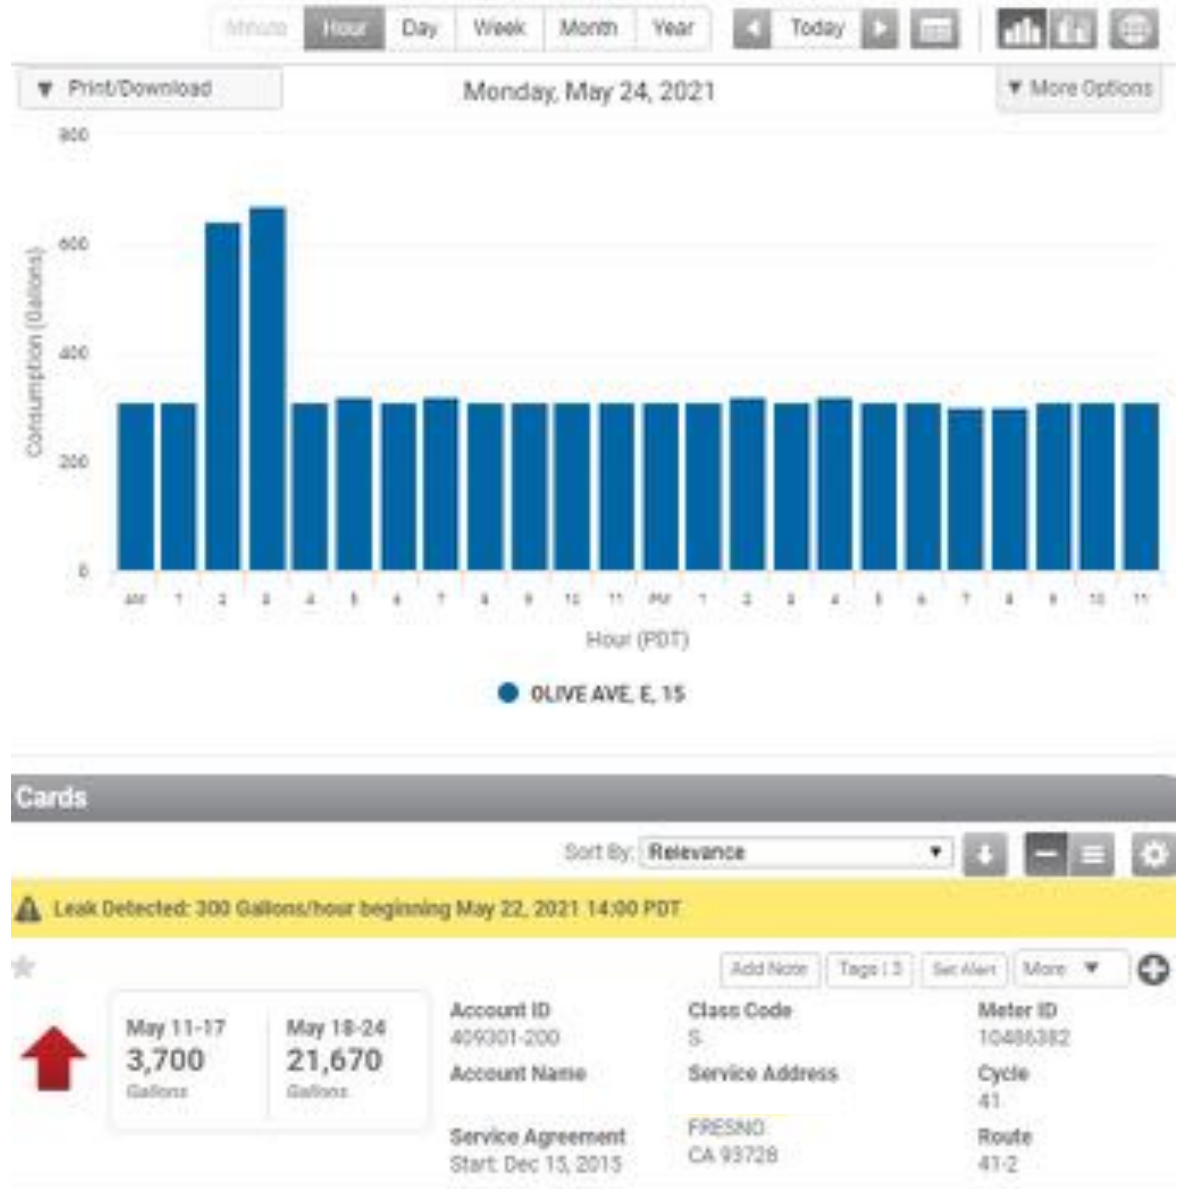 Minute Hour Day Week Month Year Today
Print/Download Monday, May 24, 2021 More Options
800
600
400
200
0
Consumption (Gallons)
AM 1 2 3 4 5 6 7 8 9 10 11 PM 1 2 3 4 5 6 7 8 9 10 11
Hour (PDT)
OLIVE AVE, E, 15
Cards
Sort By: Relevance
Leak Detected: 300 Gallons/hour beginning May 22, 2021 14:00 PDT
Add Note Tags | 3 Set Alert More
May 11-17 May 18-24 Account ID Class Code Meter ID
3,700 21,670 409301-200 S 10486382
Gallons Gallons Account Name Service Address Cycle
41
Service Agreement FRESNO Route
Start: Dec 15, 2015 CA 93728 41-2